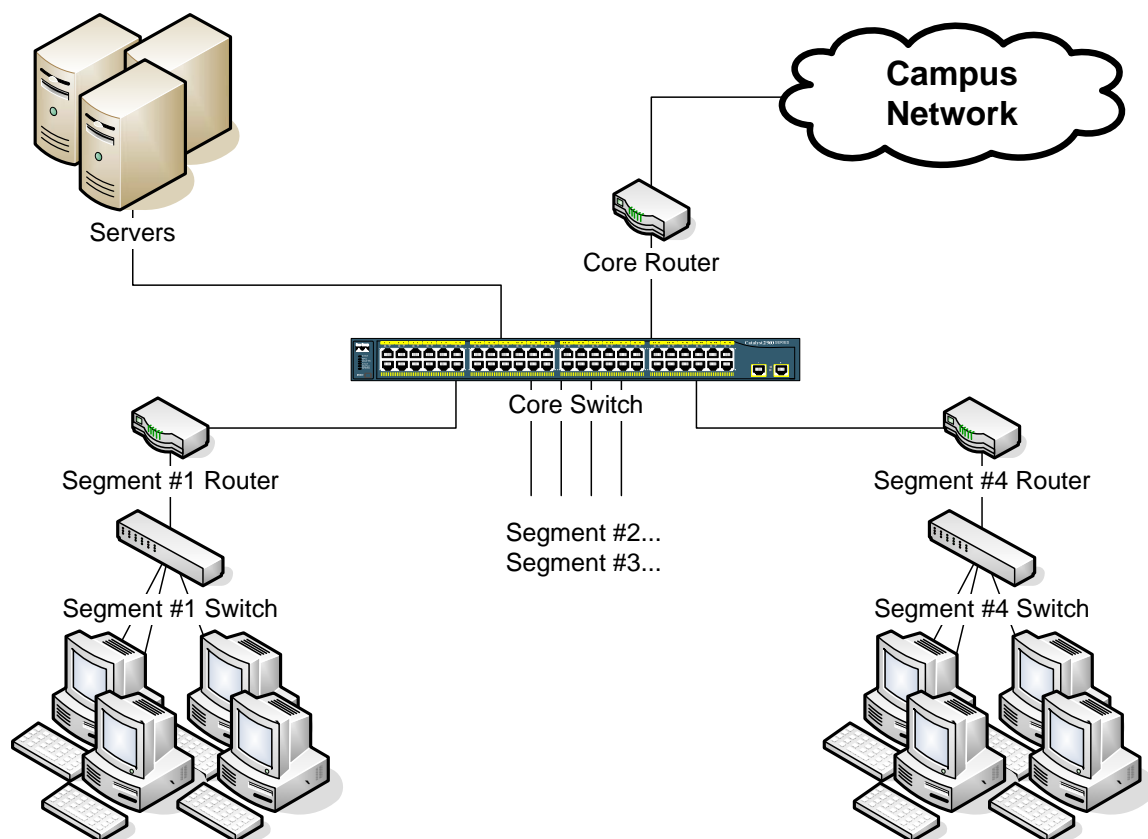 Campus
Network
Servers
Core Router
Core Switch
Segment #1 Router
Segment #4 Router
Segment #2...
Segment #3...
Segment #1 Switch
Segment #4 Switch